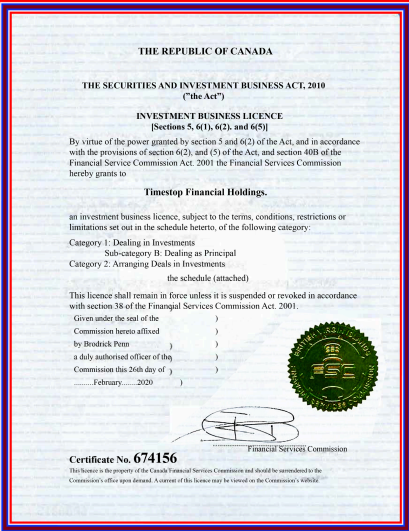 THE REPUBLIC OF CANADA
THE SECURITIES AND INVESTMENT BUSINESS ACT, 2010
("the Act")
INVESTMENT BUSINESS LICENCE
[Sections 5, 6(1), 6(2). and 6(5)]
By virtue of the power granted by section 5 and 6(2) of the Act, and in accordance
with the provisions of section 6(2), and (5) of the Act, and section 40B of the
Financial Service Commission Act. 2001 the Financial Services Commission
hereby grants to
Timestop Financial Holdings.
an investment business licence, subject to the terms, conditions, restrictions or
limitations set out in the schedule heterto, of the following category:
Category 1: Dealing in Investments
Sub-category B: Dealing as Principal
Category 2: Arranging Deals in Investments
the schedule (attached)
This licence shall remain in force unless it is suspended or revoked in accordance
with section 38 of the Financial Services Commission Act. 2001.
Given under the seal of the )
Commission hereto affixed )
by Brodrick Penn ) )
a duly authorised officer of the) )
Commission this 26th day of ) )
..........February........2020 )
FSC
Financial Services Commission
Certificate No. 674156
This licence is the property of the Canada Financial Services Commission and should be surrendered to the
Commission's office upon demand. A current of this licence may be viewed on the Commission's website